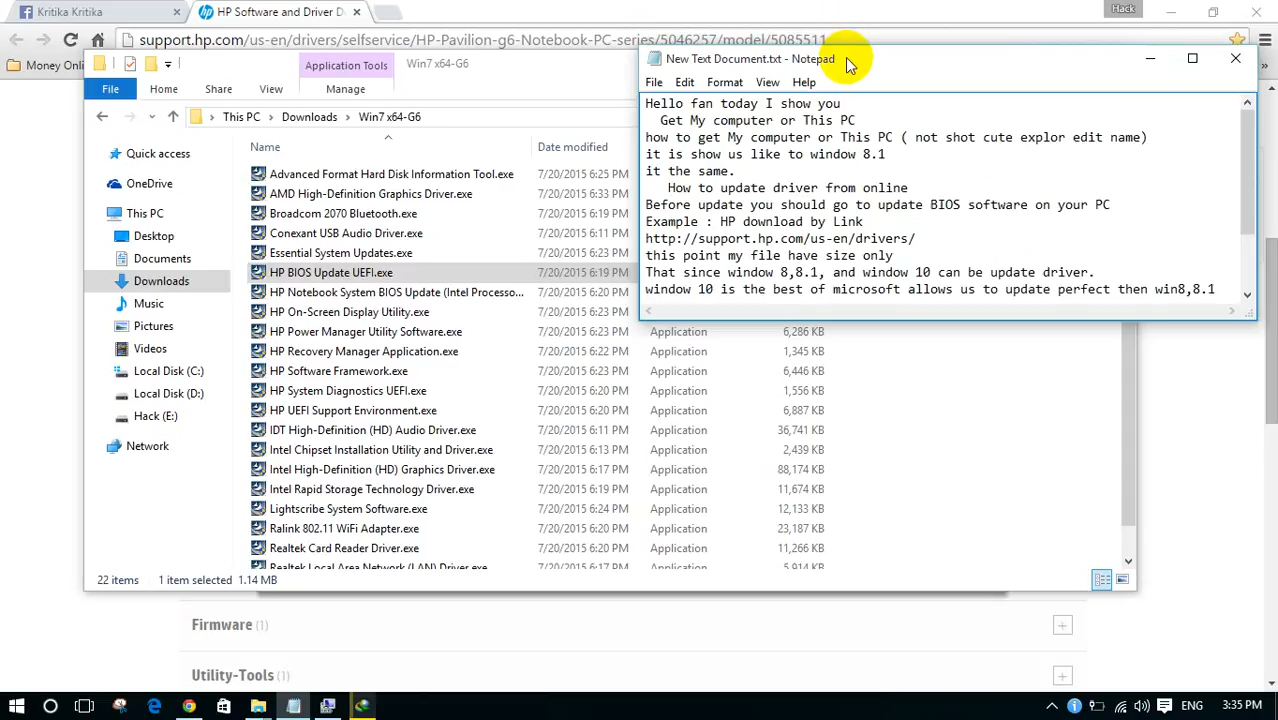 Kritika Kritika
HP Software and Driver D
Hack
support.hp.com/us-en/drivers/selfservice/HP-Pavilion-g6-Notebook-PC-series/5046257/model/5085511
Money Onli
Application Tools
Win7 x64-G6
File
Home
Share
View
Manage
This PC
Downloads
Win7 x64-G6
New Text Document.txt - Notepad
File
Edit
Format
View
Help
Hello fan today I show you
Get My computer or This PC
how to get My computer or This PC ( not shot cute explor edit name)
it is show us like to window 8.1
it the same.
How to update driver from online
Before update you should go to update BIOS software on your PC
Example : HP download by Link
http://support.hp.com/us-en/drivers/
this point my file have size only
That since window 8,8.1, and window 10 can be update driver.
window 10 is the best of microsoft allows us to update perfect then win8,8.1
Quick access
OneDrive
This PC
Desktop
Documents
Downloads
Music
Pictures
Videos
Local Disk (C:)
Local Disk (D:)
Hack (E:)
Network
Name
Date modified
Advanced Format Hard Disk Information Tool.exe 7/20/2015 6:25 PM
AMD High-Definition Graphics Driver.exe 7/20/2015 6:33 PM
Broadcom 2070 Bluetooth.exe 7/20/2015 6:19 PM
Conexant USB Audio Driver.exe 7/20/2015 6:11 PM
Essential System Updates.exe 7/20/2015 6:23 PM
HP BIOS Update UEFI.exe 7/20/2015 6:19 PM
HP Notebook System BIOS Update (Intel Processo... 7/20/2015 6:20 PM
HP On-Screen Display Utility.exe 7/20/2015 6:23 PM
HP Power Manager Utility Software.exe 7/20/2015 6:23 PM Application 6,286 KB
HP Recovery Manager Application.exe 7/20/2015 6:22 PM Application 1,345 KB
HP Software Framework.exe 7/20/2015 6:23 PM Application 6,446 KB
HP System Diagnostics UEFI.exe 7/20/2015 6:20 PM Application 1,556 KB
HP UEFI Support Environment.exe 7/20/2015 6:20 PM Application 6,887 KB
IDT High-Definition (HD) Audio Driver.exe 7/20/2015 6:11 PM Application 36,741 KB
Intel Chipset Installation Utility and Driver.exe 7/20/2015 6:11 PM Application 2,439 KB
Intel High-Definition (HD) Graphics Driver.exe 7/20/2015 6:17 PM Application 88,174 KB
Intel Rapid Storage Technology Driver.exe 7/20/2015 6:19 PM Application 11,674 KB
Lightscribe System Software.exe 7/20/2015 6:23 PM Application 12,133 KB
Ralink 802.11 WiFi Adapter.exe 7/20/2015 6:20 PM Application 23,187 KB
Realtek Card Reader Driver.exe 7/20/2015 6:20 PM Application 11,266 KB
Realtek Local Area Network (LAN) Driver.exe 7/20/2015 6:17 PM Application 5,914 KB
22 items
1 item selected 1.14 MB
Firmware (1)
Utility-Tools (1)
ENG
3:35 PM